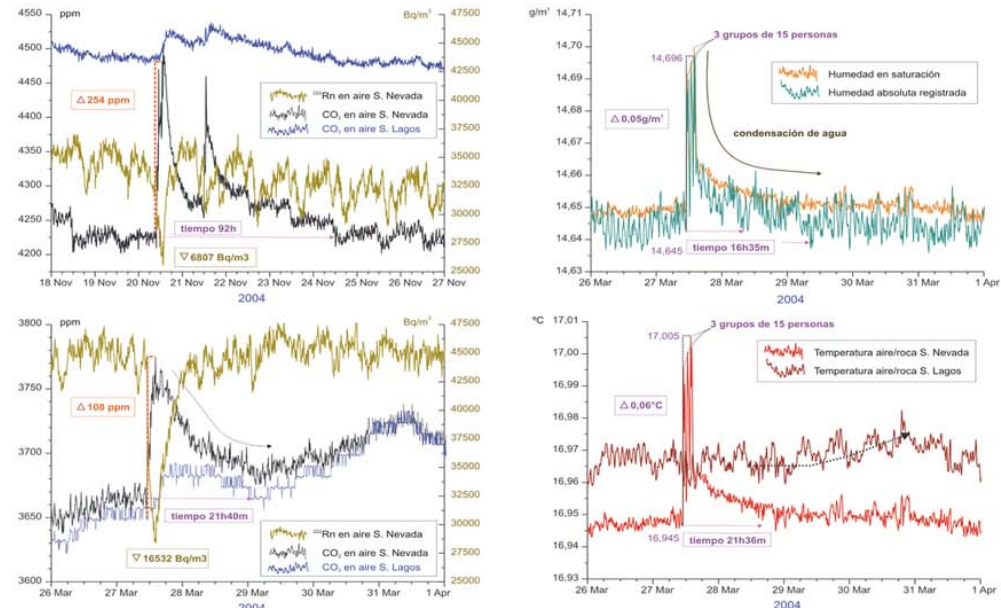 ppm
Bq/m³
4550
4500
4450
4400
4350
4300
4250
4200
47500
45000
40000
35000
30000
25000
△ 254 ppm
²²²Rn en aire S. Nevada
CO₂ en aire S. Nevada
CO₂ en aire S. Lagos
tiempo 92h
▽ 6807 Bq/m3
18 Nov
19 Nov
20 Nov
21 Nov
22 Nov
23 Nov
24 Nov
25 Nov
26 Nov
27 Nov
2004
g/m³
14,71
14,70
14,69
14,68
14,67
14,66
14,65
14,64
14,63
3 grupos de 15 personas
14,696
Humedad en saturación
Humedad absoluta registrada
△ 0,05g/m³
condensación de agua
14,645
tiempo 16h35m
26 Mar
27 Mar
28 Mar
29 Mar
30 Mar
31 Mar
1 Apr
2004
ppm
Bq/m³
3800
3750
3700
3650
3600
47500
45000
42500
40000
37500
35000
32500
30000
27500
25000
△ 108 ppm
tiempo 21h40m
▽ 16532 Bq/m3
²²²Rn en aire S. Nevada
CO₂ en aire S. Nevada
CO₂ en aire S. Lagos
26 Mar
27 Mar
28 Mar
29 Mar
30 Mar
31 Mar
1 Apr
2004
ºC
17,01
17,00
16,99
16,98
16,97
16,96
16,95
16,94
16,93
3 grupos de 15 personas
17,005
Temperatura aire/roca S. Nevada
Temperatura aire/roca S. Lagos
△ 0,06°C
16,945
tiempo 21h36m
26 Mar
27 Mar
28 Mar
29 Mar
30 Mar
31 Mar
1 Apr
2004